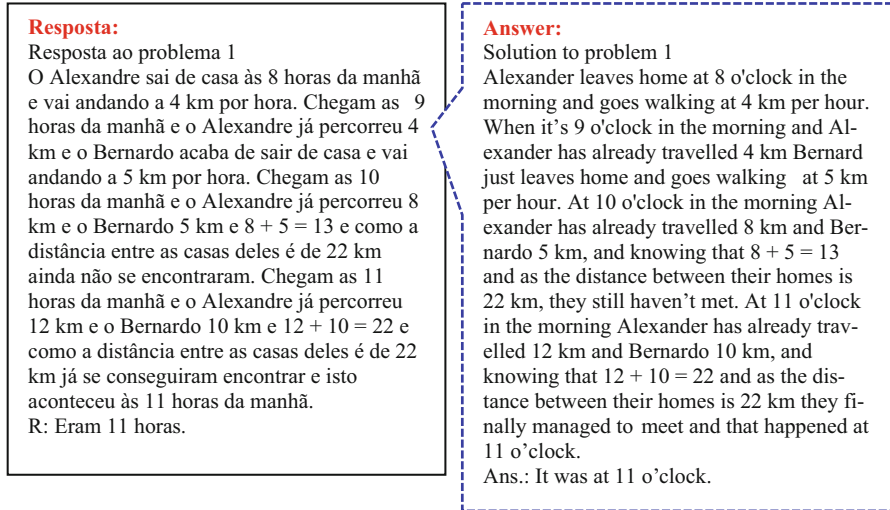 Resposta:
Resposta ao problema 1
O Alexandre sai de casa às 8 horas da manhã
e vai andando a 4 km por hora. Chegam as 9
horas da manhã e o Alexandre já percorreu 4
km e o Bernardo acaba de sair de casa e vai
andando a 5 km por hora. Chegam as 10
horas da manhã e o Alexandre já percorreu 8
km e o Bernardo 5 km e 8 + 5 = 13 e como a
distância entre as casas deles é de 22 km
ainda não se encontraram. Chegam as 11
horas da manhã e o Alexandre já percorreu
12 km e o Bernardo 10 km e 12 + 10 = 22 e
como a distância entre as casas deles é de 22
km já se conseguiram encontrar e isto
aconteceu às 11 horas da manhã.
R: Eram 11 horas.
Answer:
Solution to problem 1
Alexander leaves home at 8 o'clock in the
morning and goes walking at 4 km per hour.
When it’s 9 o'clock in the morning and Al-
exander has already travelled 4 km Bernard
just leaves home and goes walking at 5 km
per hour. At 10 o'clock in the morning Al-
exander has already travelled 8 km and Ber-
nardo 5 km, and knowing that 8 + 5 = 13
and as the distance between their homes is
22 km, they still haven’t met. At 11 o'clock
in the morning Alexander has already trav-
elled 12 km and Bernardo 10 km, and
knowing that 12 + 10 = 22 and as the dis-
tance between their homes is 22 km they fi-
nally managed to meet and that happened at
11 o’clock.
Ans.: It was at 11 o’clock.